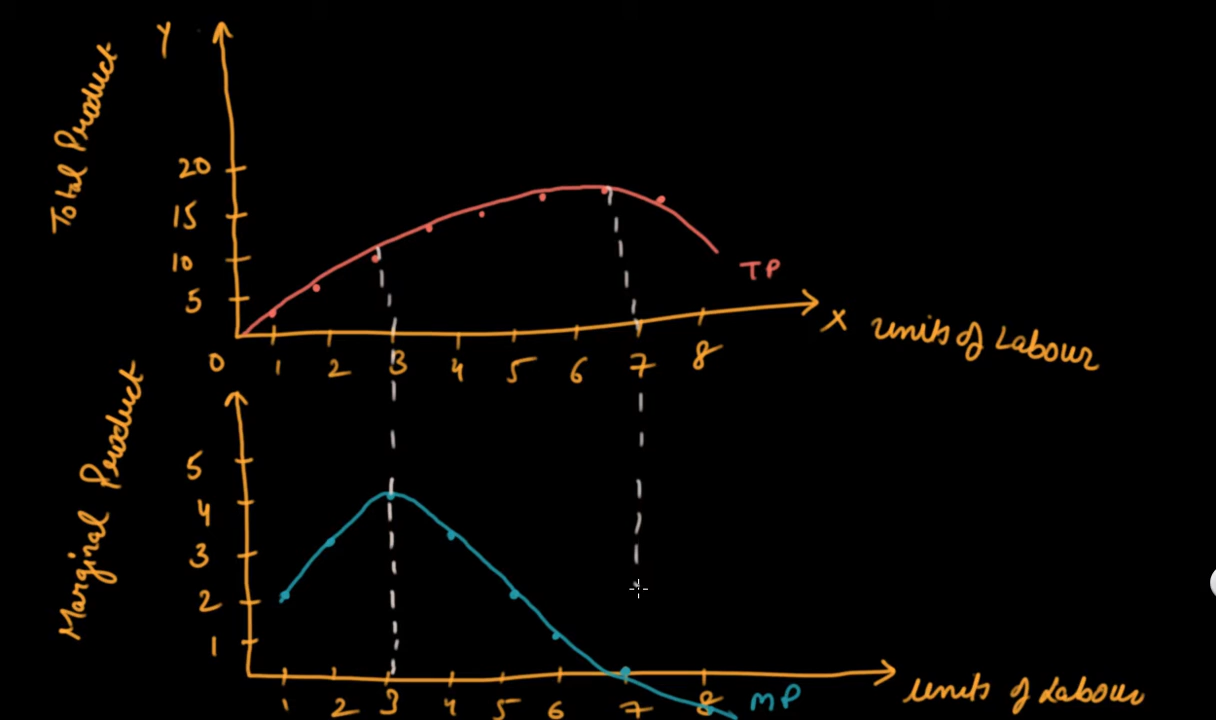 Y
Total Product
20
15
10
5
TP
X units of Labour
0 1 2 3 4 5 6 7 8
Marginal Product
5
4
3
2
1
units of Labour
1 2 3 4 5 6 7 8 MP